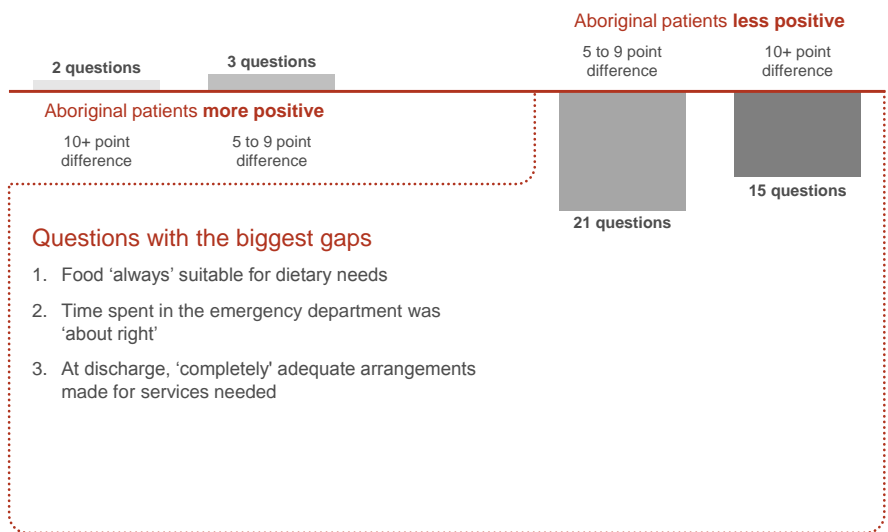 Aboriginal patients less positive
5 to 9 point
difference
10+ point
difference
2 questions
3 questions
Aboriginal patients more positive
10+ point
difference
5 to 9 point
difference
15 questions
21 questions
Questions with the biggest gaps
1. Food ‘always’ suitable for dietary needs
2. Time spent in the emergency department was
‘about right’
3. At discharge, ‘completely' adequate arrangements
made for services needed